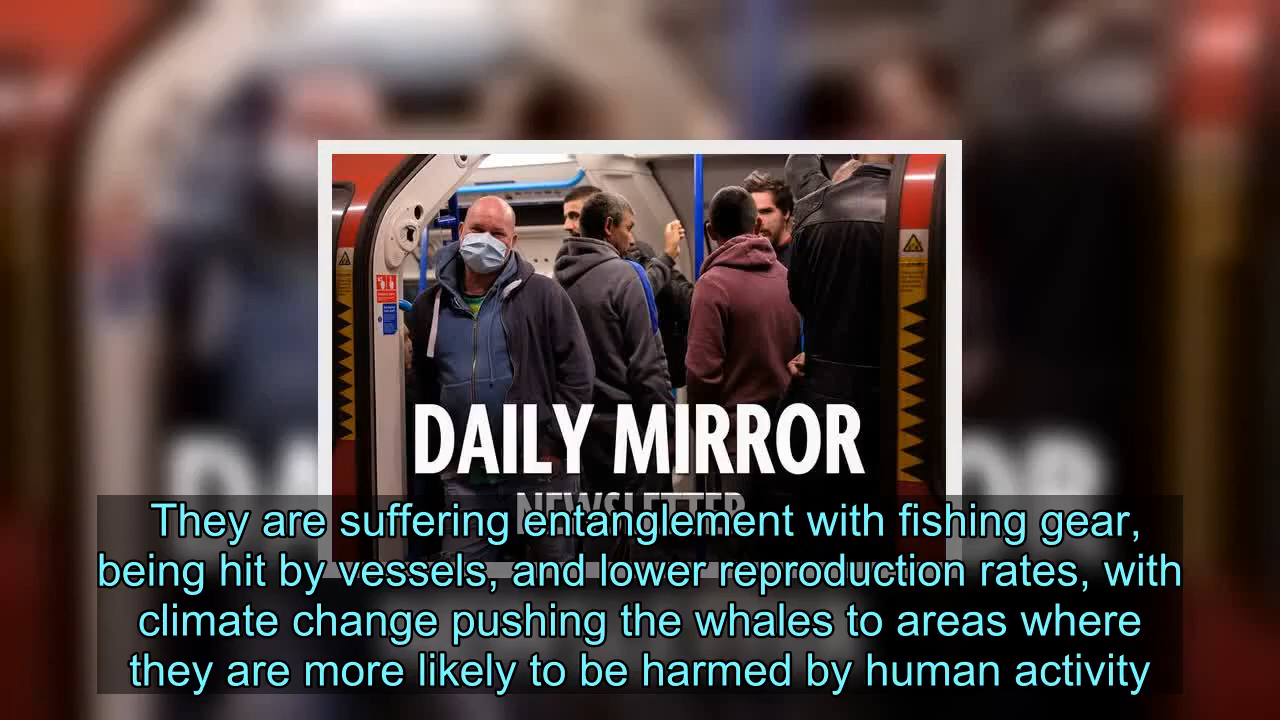 DAILY MIRROR
NEWSLETTER
They are suffering entanglement with fishing gear,
being hit by vessels, and lower reproduction rates, with
climate change pushing the whales to areas where
they are more likely to be harmed by human activity